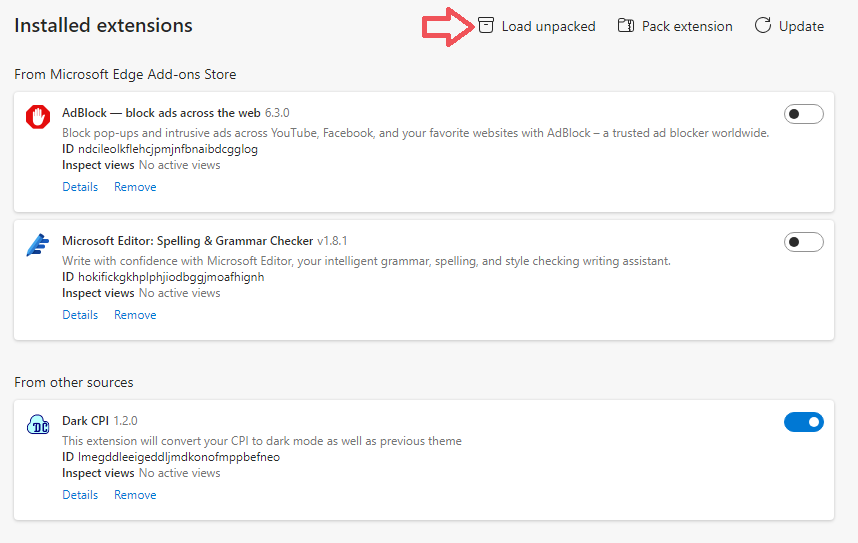 Installed extensions
Load unpacked
Pack extension
Update
From Microsoft Edge Add-ons Store
AdBlock — block ads across the web 6.3.0
Block pop-ups and intrusive ads across YouTube, Facebook, and your favorite websites with AdBlock – a trusted ad blocker worldwide.
ID ndcileolkflehcjpmjnfbnaibdcgglog
Inspect views No active views
Details Remove
Microsoft Editor: Spelling & Grammar Checker v1.8.1
Write with confidence with Microsoft Editor, your intelligent grammar, spelling, and style checking writing assistant.
ID hokifickgkhplphjiodbggjmoafhignh
Inspect views No active views
Details Remove
From other sources
DC
Dark CPI 1.2.0
This extension will convert your CPI to dark mode as well as previous theme
ID lmegddleeigeddljmdkonofmppbefneo
Inspect views No active views
Details Remove